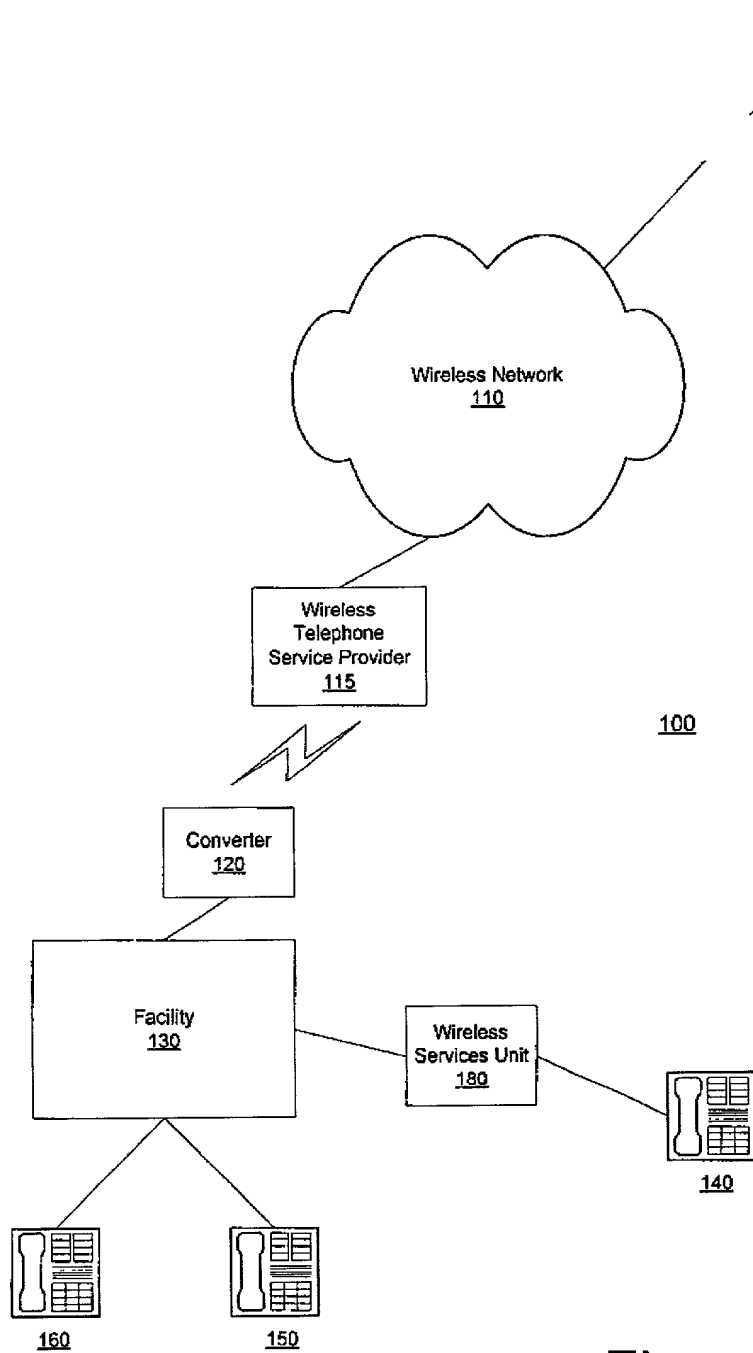 Wireless Network
110
Wireless
Telephone
Service Provider
115
100
Converter
120
Facility
130
Wireless
Services Unit
180
140
160
150